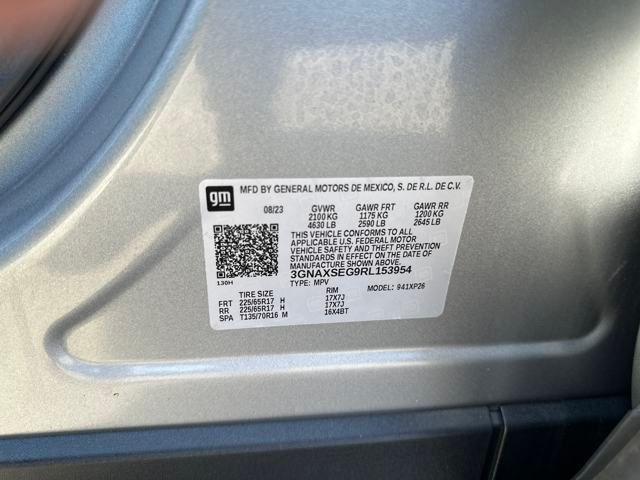 gm
MFD BY GENERAL MOTORS DE MEXICO, S. DE R.L. DE C.V.
08/23 GVWR GAWR FRT GAWR RR
2100 KG 1175 KG 1200 KG
4630 LB 2590 LB 2645 LB
THIS VEHICLE CONFORMS TO ALL
APPLICABLE U.S. FEDERAL MOTOR
VEHICLE SAFETY AND THEFT PREVENTION
STANDARDS IN EFFECT ON THE DATE OF
MANUFACTURE SHOWN ABOVE.
3GNAXSEG9RL153954
130H TYPE: MPV MODEL: 941XP26
TIRE SIZE RIM
FRT 225/65R17 H 17X7J
RR 225/65R17 H 17X7J
SPA T135/70R16 M 16X4BT